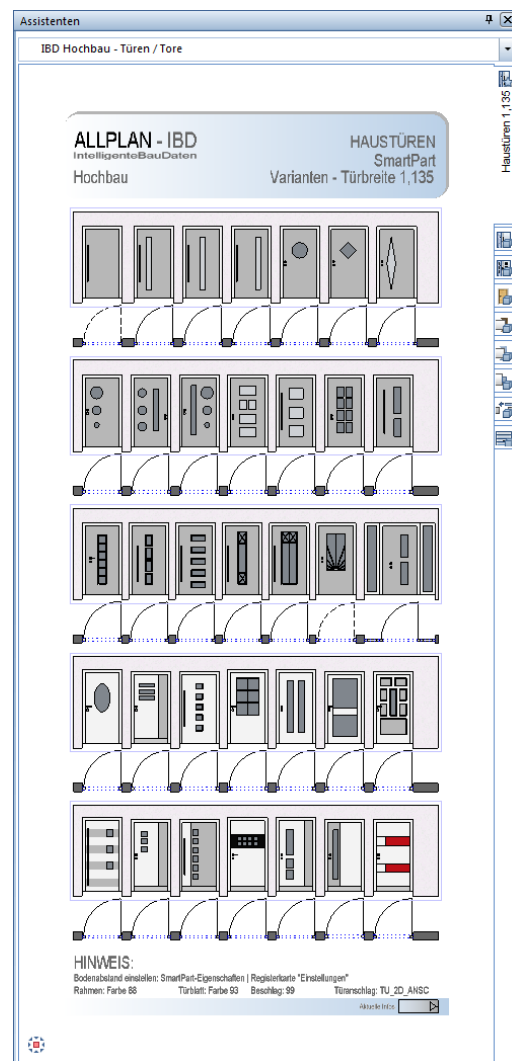 Assistenten
IBD Hochbau - Türen / Tore
Haustüren 1,135
ALLPLAN - IBD
IntelligenteBauDaten
Hochbau
HAUSTÜREN
SmartPart
Varianten - Türbreite 1,135
HINWEIS:
Bodenabstand einstellen: SmartPart-Eigenschaften | Registerkarte "Einstellungen"
Rahmen: Farbe 88 Türblatt: Farbe 93 Beschlag: 99 Türanschlag: TU_2D_ANSC
Aktuelle Infos